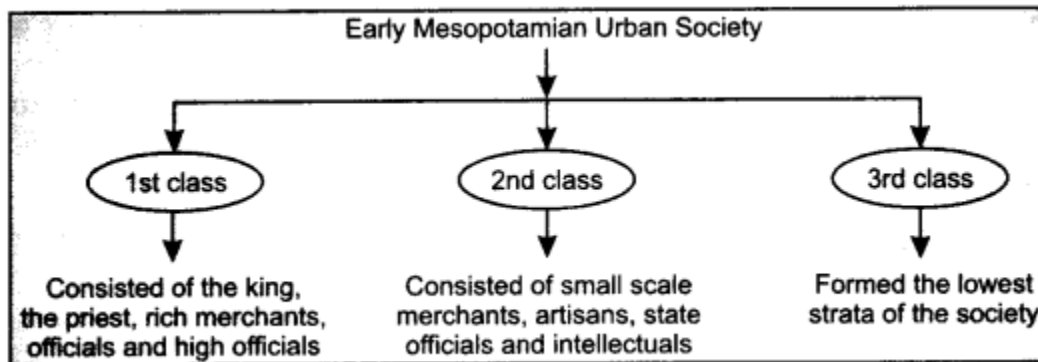 Early Mesopotamian Urban Society
1st class
2nd class
3rd class
Consisted of the king,
the priest, rich merchants,
officials and high officials
Consisted of small scale
merchants, artisans, state
officials and intellectuals
Formed the lowest
strata of the society